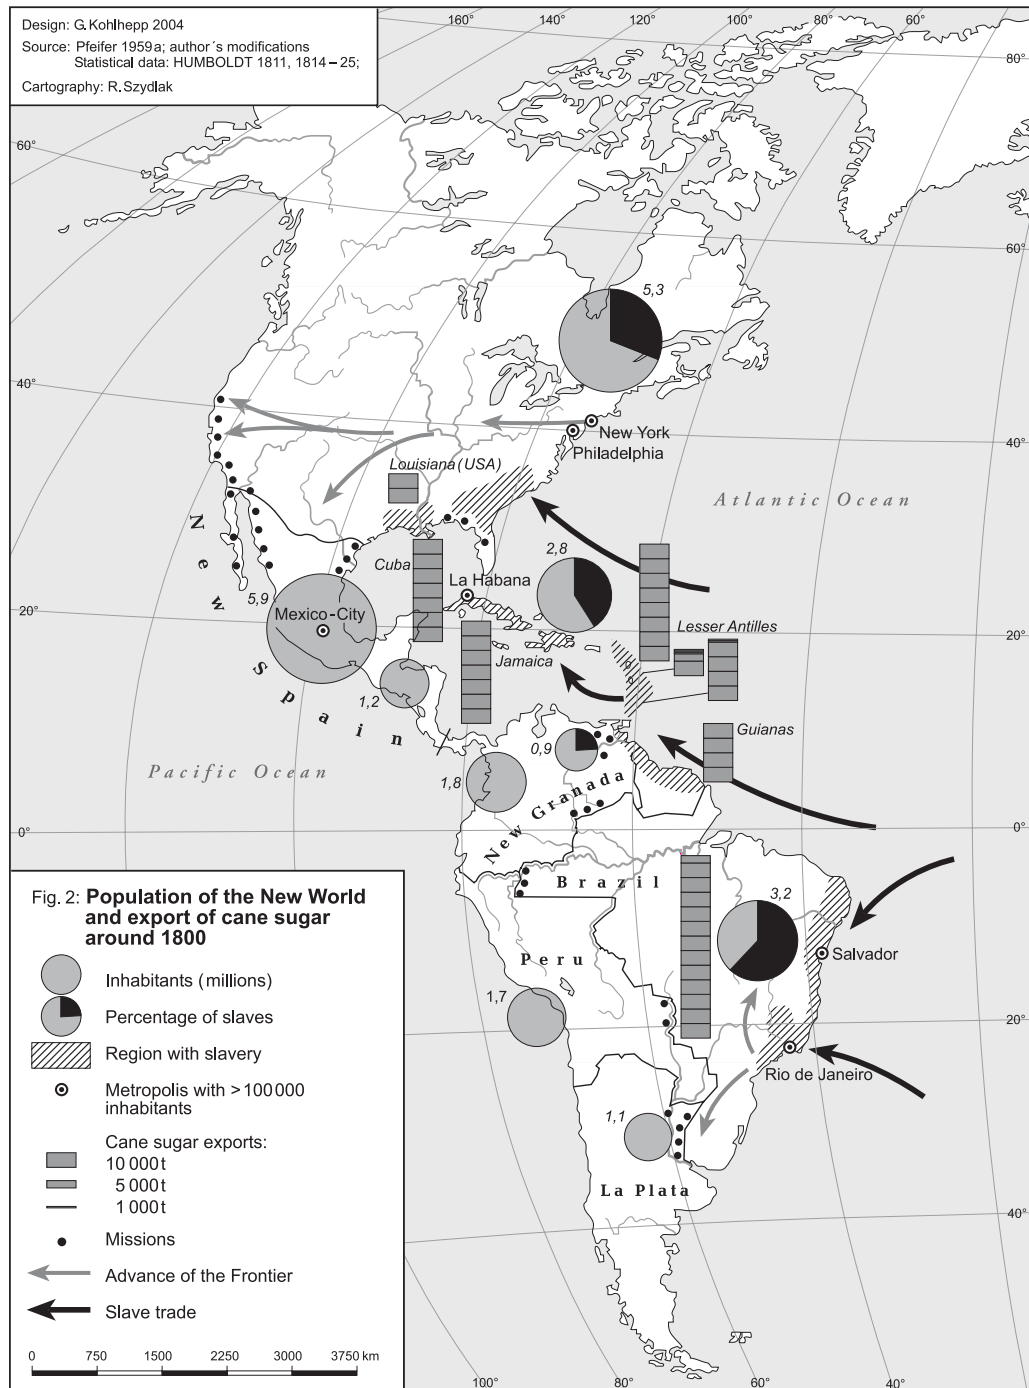 Design: G. Kohlhepp 2004
Source: Pfeifer 1959a; author´s modifications
Statistical data: HUMBOLDT 1811, 1814–25;
Cartography: R. Szydlak
160°
140°
120°
100°
80°
60°
80°
60°
60°
40°
40°
20°
20°
0°
0°
20°
40°
100°
80°
60°
40°
5,3
New York
Philadelphia
Louisiana (USA)
Atlantic Ocean
New Spain
Cuba
2,8
La Habana
5,9
Mexico-City
Lesser Antilles
Jamaica
1,2
Guianas
0,9
Pacific Ocean
1,8
New Granada
Brazil
3,2
Salvador
Peru
1,7
Rio de Janeiro
1,1
La Plata
Fig. 2: Population of the New World
and export of cane sugar
around 1800
Inhabitants (millions)
Percentage of slaves
Region with slavery
Metropolis with >100 000
inhabitants
Cane sugar exports:
10 000 t
5 000 t
1 000 t
Missions
Advance of the Frontier
Slave trade
0 750 1500 2250 3000 3750 km